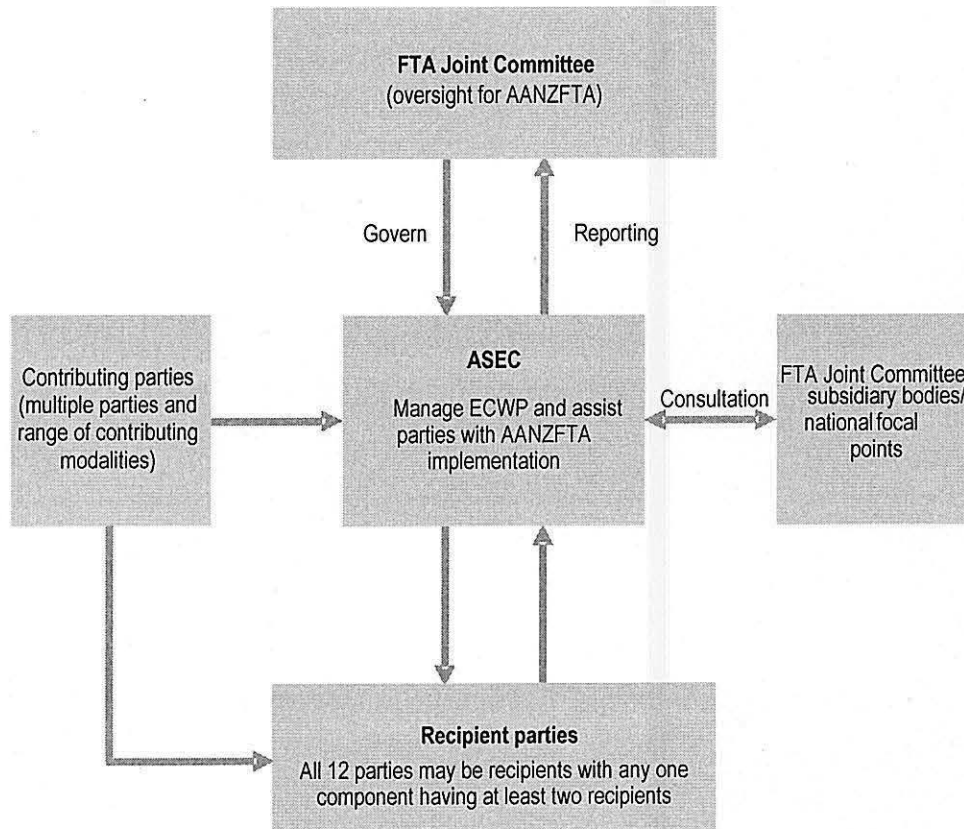 FTA Joint Committee
(oversight for AANZFTA)
Govern
Reporting
Contributing parties
(multiple parties and
range of contributing
modalities)
ASEC
Manage ECWP and assist
parties with AANZFTA
implementation
Consultation
FTA Joint Committee
subsidiary bodies/
national focal
points
Recipient parties
All 12 parties may be recipients with any one
component having at least two recipients